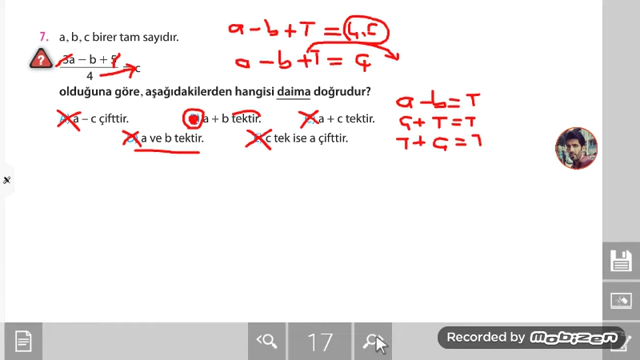 7. a, b, c birer tam sayıdır.
a - b + T = Ç.C
3a - b + 5
4
= c
a - b + T = Ç
olduğuna göre, aşağıdakilerden hangisi daima doğrudur?
a - b = T
a - c çifttir.
a + b tektir.
a + c tektir.
Ç + T = T
a ve b tektir.
c tek ise a çifttir.
T + Ç = T
17
Recorded by mobizen